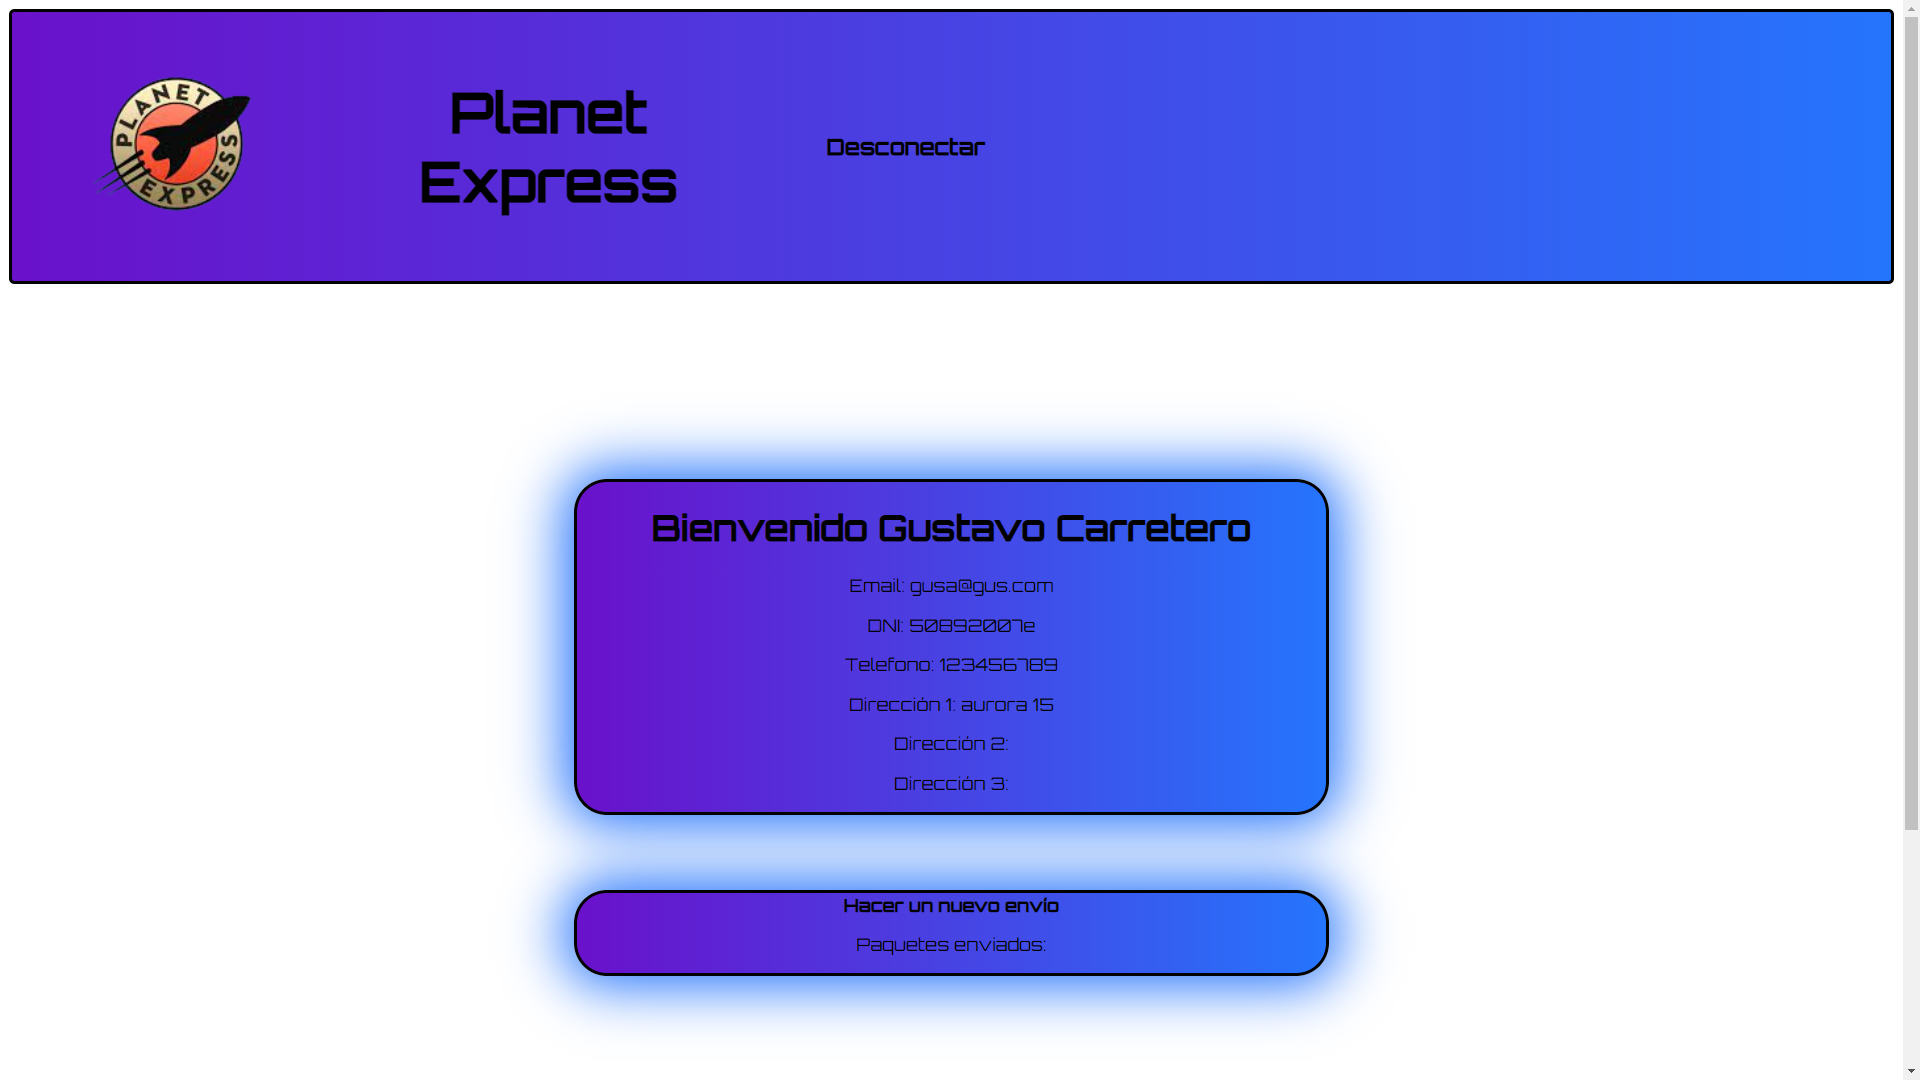 PLANET
EXPRESS
Planet
Express
Desconectar
Bienvenido Gustavo Carretero
Email: gusa@gus.com
DNI: 50892007e
Telefono: 123456789
Dirección 1: aurora 15
Dirección 2:
Dirección 3:
Hacer un nuevo envío
Paquetes enviados: